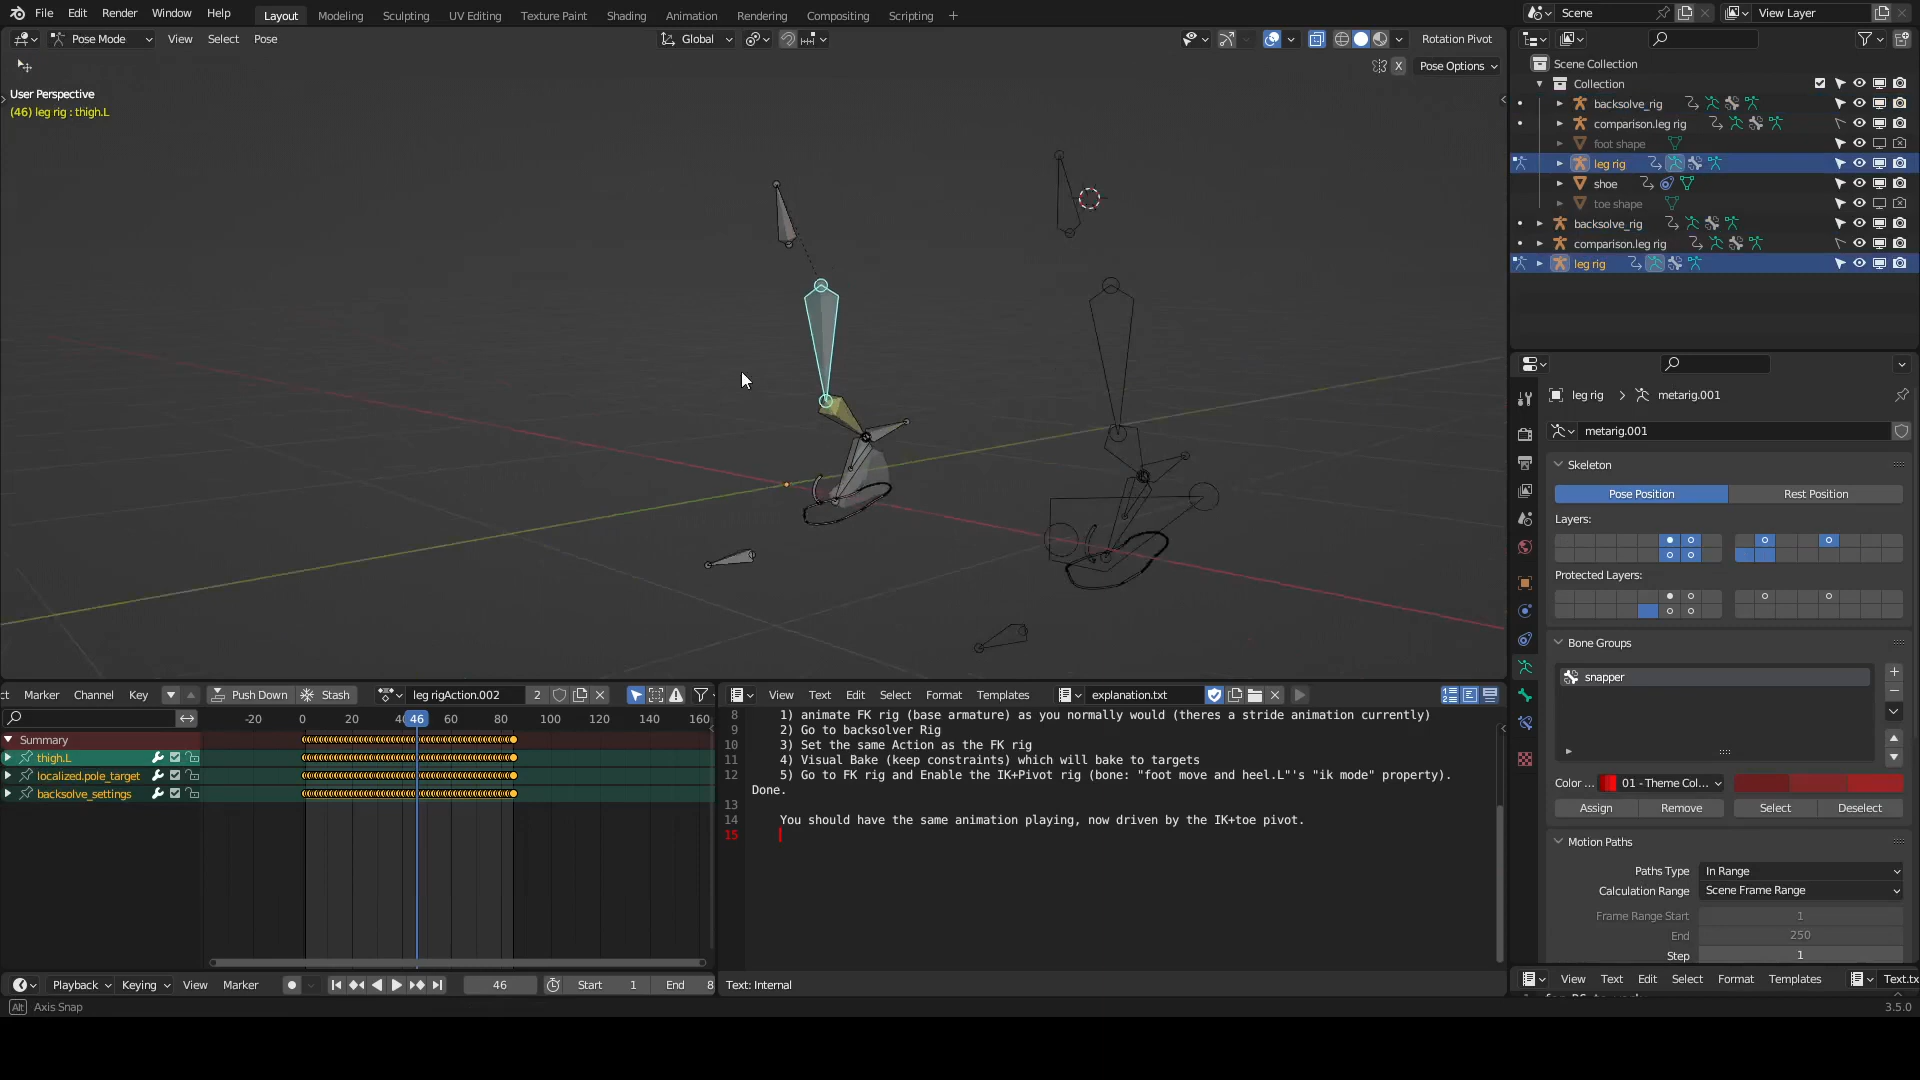 File Edit Render Window Help Layout Modeling Sculpting UV Editing Texture Paint Shading Animation Rendering Compositing Scripting + Scene View Layer
Pose Mode View Select Pose Global Rotation Pivot
X Pose Options
User Perspective
(46) leg rig : thigh.L
Scene Collection
Collection
backsolve_rig
comparison.leg rig
foot shape
leg rig
shoe
toe shape
backsolve_rig
comparison.leg rig
leg rig
leg rig metarig.001
metarig.001
Skeleton
Pose Position Rest Position
Layers:
Protected Layers:
Bone Groups
snapper
Color ... 01 - Theme Col...
Assign Remove Select Deselect
Motion Paths
Paths Type In Range
Calculation Range Scene Frame Range
Frame Range Start 1
End 250
Step 1
View Text Edit Select Format Templates Text.tx
ct Marker Channel Key Push Down Stash leg rigAction.002 2
-20 0 20 40 46 60 80 100 120 140 160
Summary
thigh.L
localized.pole_target
backsolve_settings
Playback Keying View Marker 46 Start 1 End 8
View Text Edit Select Format Templates explanation.txt
8 1) animate FK rig (base armature) as you normally would (theres a stride animation currently)
9 2) Go to backsolver Rig
10 3) Set the same Action as the FK rig
11 4) Visual Bake (keep constraints) which will bake to targets
12 5) Go to FK rig and Enable the IK+Pivot rig (bone: "foot move and heel.L"'s "ik mode" property).
Done.
13
14 You should have the same animation playing, now driven by the IK+toe pivot.
15
Text: Internal
Alt Axis Snap 3.5.0